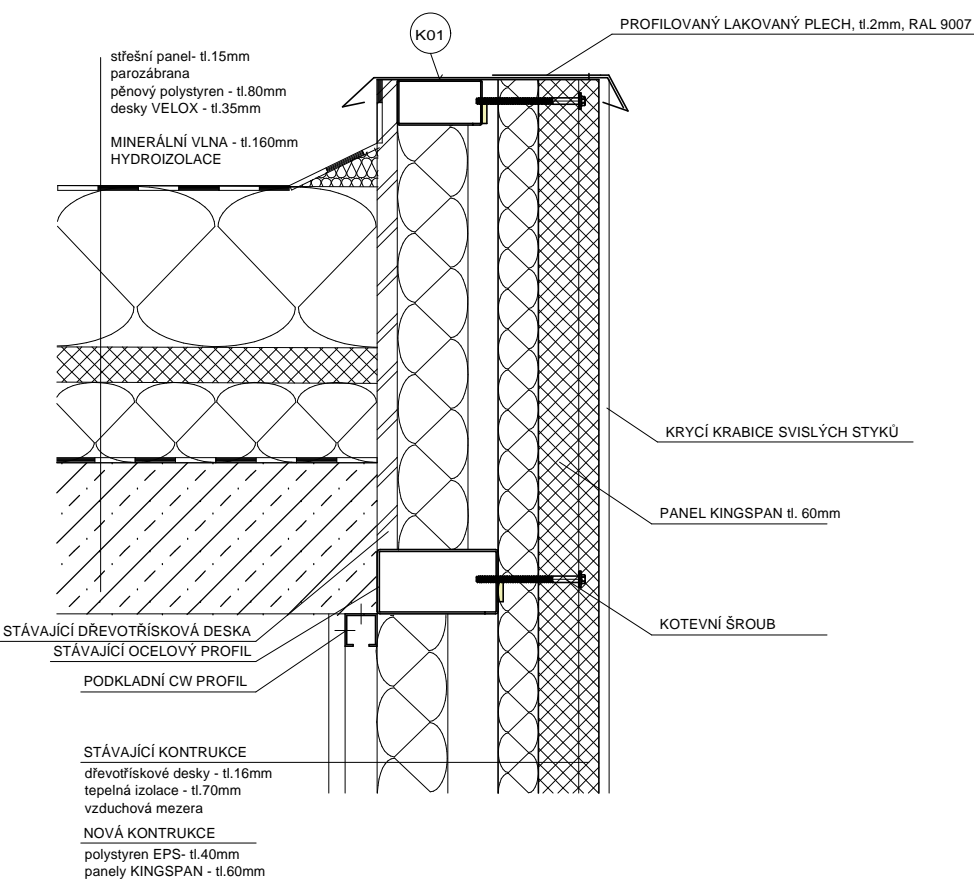 PROFILOVANÝ LAKOVANÝ PLECH, tl.2mm, RAL 9007
K01
střešní panel- tl.15mm
parozábrana
pěnový polystyren - tl.80mm
desky VELOX - tl.35mm
MINERÁLNÍ VLNA - tl.160mm
HYDROIZOLACE
KRYCÍ KRABICE SVISLÝCH STYKŮ
PANEL KINGSPAN tl. 60mm
KOTEVNÍ ŠROUB
STÁVAJÍCÍ DŘEVOTŘÍSKOVÁ DESKA
STÁVAJÍCÍ OCELOVÝ PROFIL
PODKLADNÍ CW PROFIL
STÁVAJÍCÍ KONTRUKCE
dřevotřískové desky - tl.16mm
tepelná izolace - tl.70mm
vzduchová mezera
NOVÁ KONTRUKCE
polystyren EPS- tl.40mm
panely KINGSPAN - tl.60mm